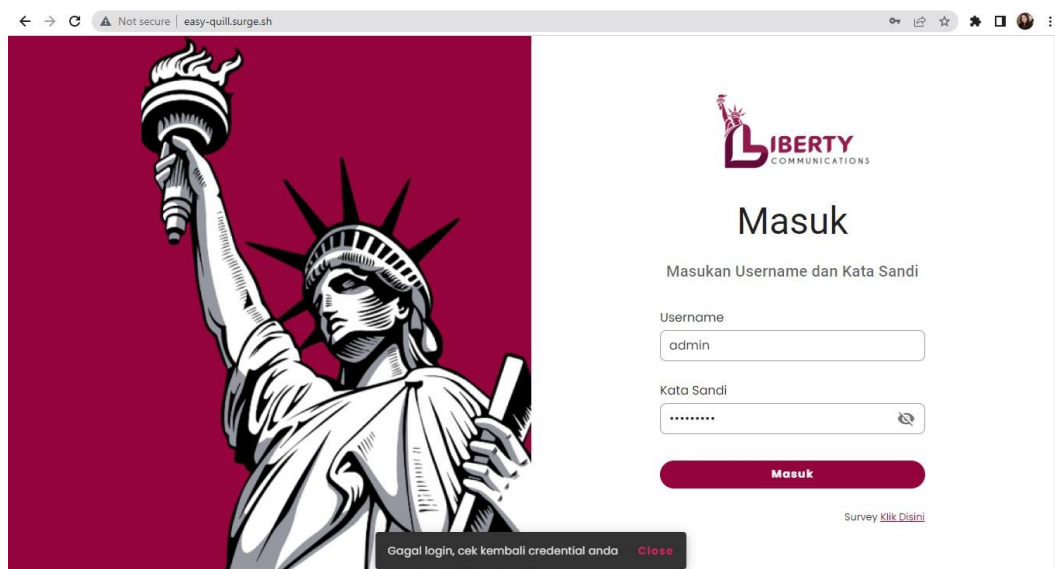 Not secure easy-quill.surge.sh
LIBERTY
COMMUNICATIONS
Masuk
Masukan Username dan Kata Sandi
Username
admin
Kata Sandi
Masuk
Survey Klik Disini
Gagal login, cek kembali credential anda Close